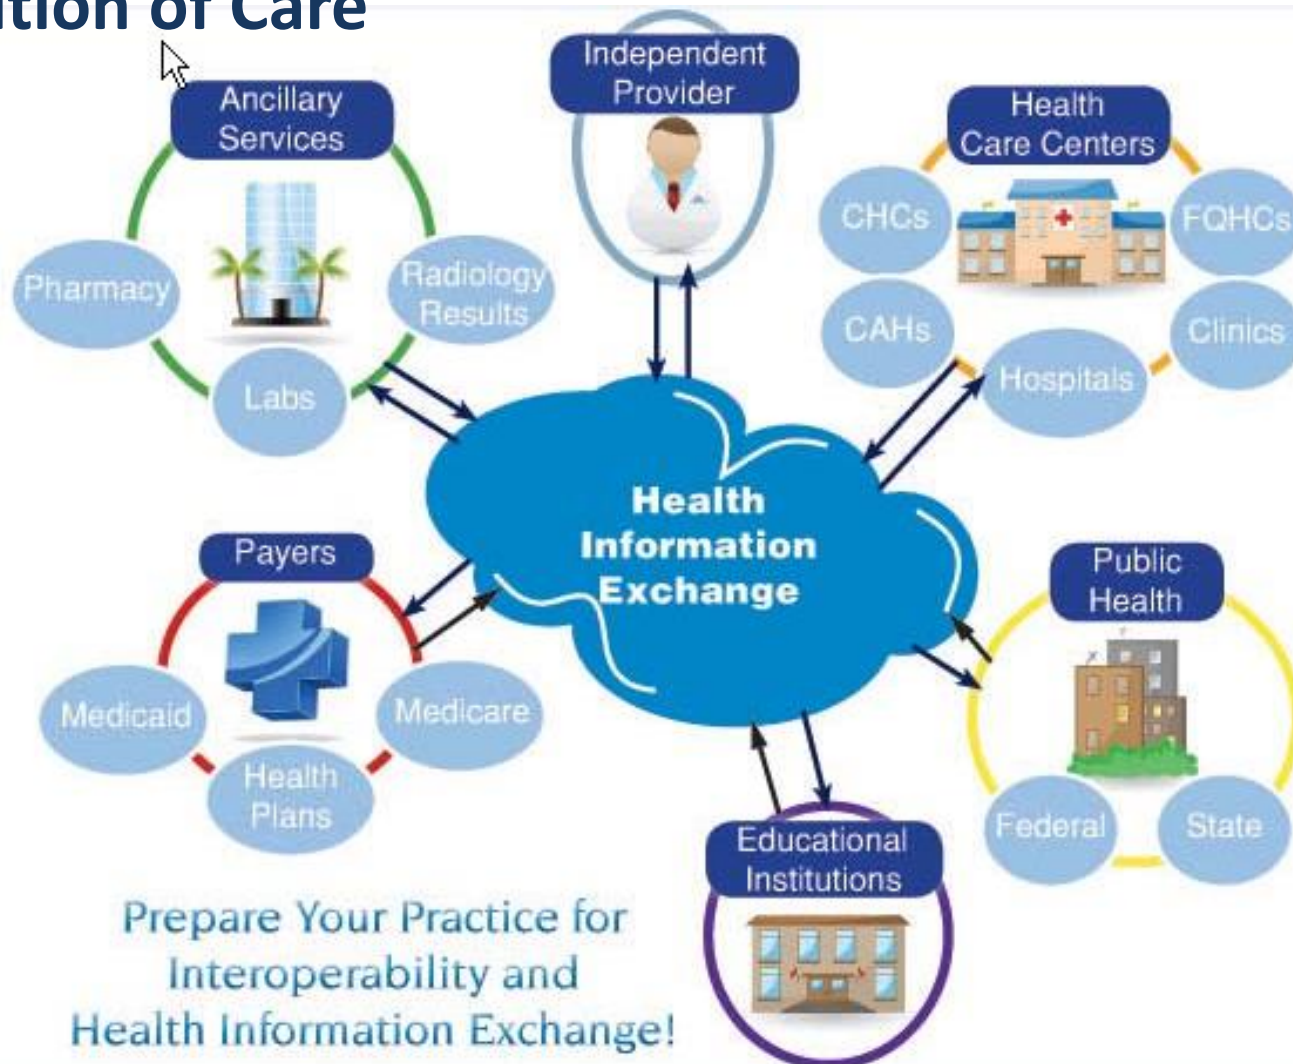 of Care
Independent
Provider
Ancillary
Services
Health
Care Centers
CHCs
FQHCs
Pharmacy
Radiology
Results
CAHs
Clinics
Labs
Hospitals
Health
Information
Exchange
Payers
Public
Health
Medicaid
Medicare
Health
Plans
Federal
State
Educational
Institutions
Prepare Your Practice for
Interoperability and
Health Information Exchange!